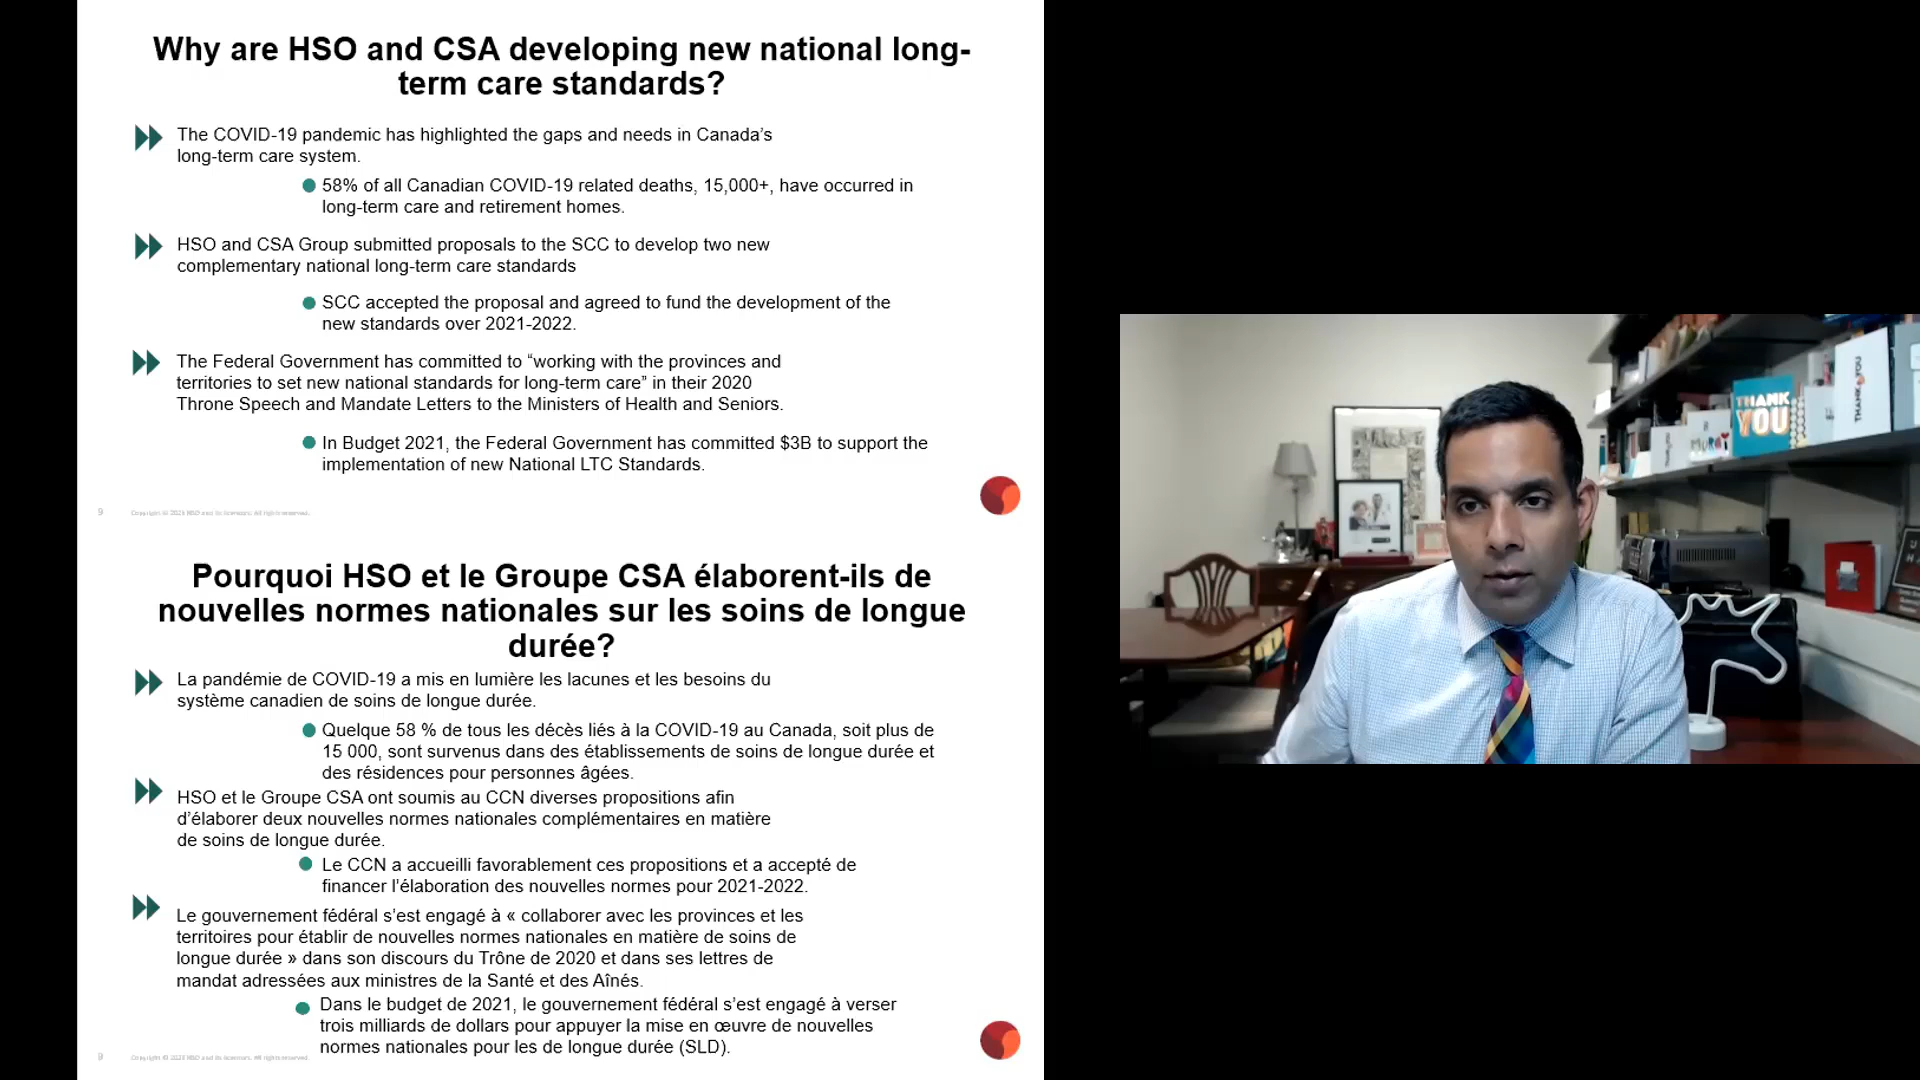 Why are HSO and CSA developing new national long-
term care standards?
The COVID-19 pandemic has highlighted the gaps and needs in Canada’s
long-term care system.
58% of all Canadian COVID-19 related deaths, 15,000+, have occurred in
long-term care and retirement homes.
HSO and CSA Group submitted proposals to the SCC to develop two new
complementary national long-term care standards
SCC accepted the proposal and agreed to fund the development of the
new standards over 2021-2022.
The Federal Government has committed to “working with the provinces and
territories to set new national standards for long-term care” in their 2020
Throne Speech and Mandate Letters to the Ministers of Health and Seniors.
In Budget 2021, the Federal Government has committed $3B to support the
implementation of new National LTC Standards.
9
Pourquoi HSO et le Groupe CSA élaborent-ils de
nouvelles normes nationales sur les soins de longue
durée?
La pandémie de COVID-19 a mis en lumière les lacunes et les besoins du
système canadien de soins de longue durée.
Quelque 58 % de tous les décès liés à la COVID-19 au Canada, soit plus de
15 000, sont survenus dans des établissements de soins de longue durée et
des résidences pour personnes âgées.
HSO et le Groupe CSA ont soumis au CCN diverses propositions afin
d’élaborer deux nouvelles normes nationales complémentaires en matière
de soins de longue durée.
Le CCN a accueilli favorablement ces propositions et a accepté de
financer l’élaboration des nouvelles normes pour 2021-2022.
Le gouvernement fédéral s’est engagé à « collaborer avec les provinces et les
territoires pour établir de nouvelles normes nationales en matière de soins de
longue durée » dans son discours du Trône de 2020 et dans ses lettres de
mandat adressées aux ministres de la Santé et des Aînés.
Dans le budget de 2021, le gouvernement fédéral s’est engagé à verser
trois milliards de dollars pour appuyer la mise en œuvre de nouvelles
normes nationales pour les de longue durée (SLD).
9
THANK
YOU
THANK YOU